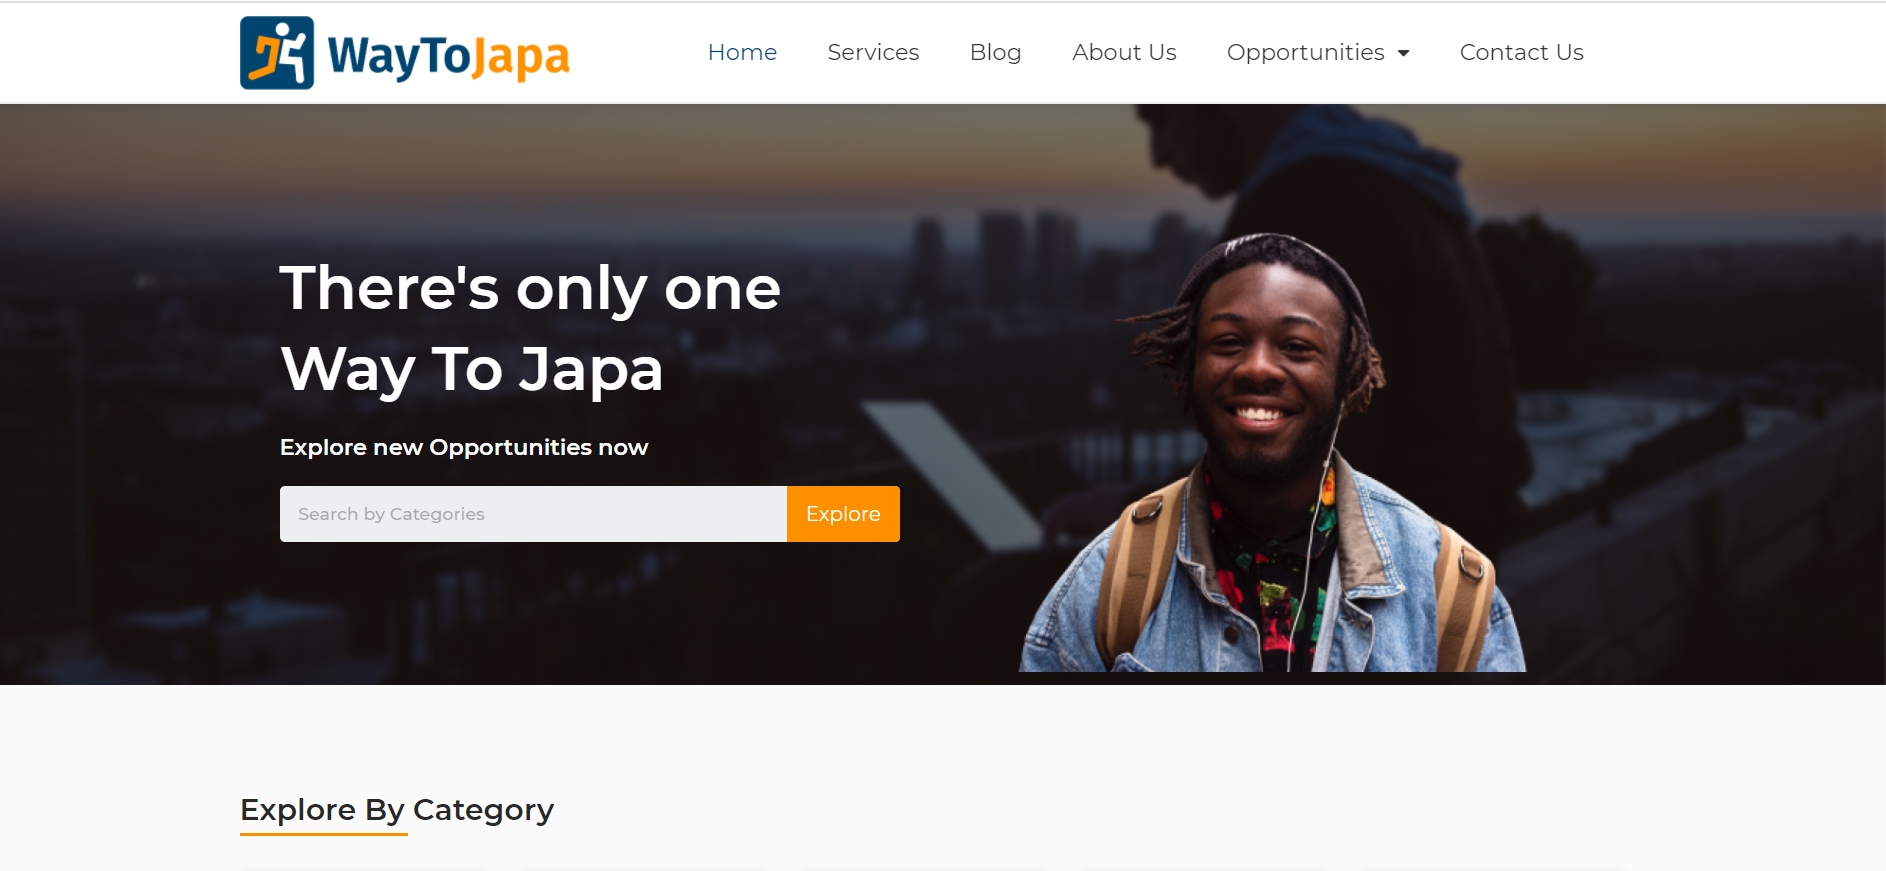 WayToJapa
Home
Services
Blog
About Us
Opportunities
Contact Us
There's only one
Way To Japa
Explore new Opportunities now
Search by Categories
Explore
Explore By Category